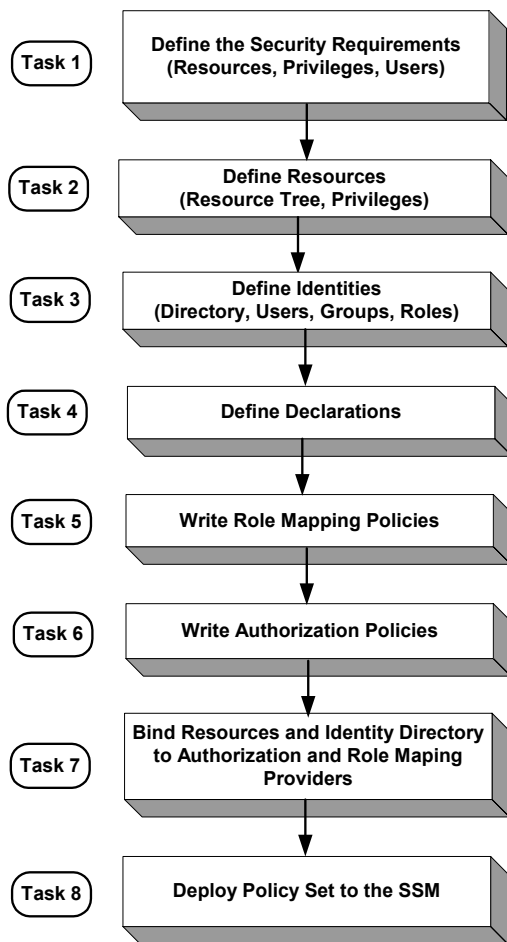 Task 1
Define the Security Requirements
(Resources, Privileges, Users)
Task 2
Define Resources
(Resource Tree, Privileges)
Task 3
Define Identities
(Directory, Users, Groups, Roles)
Task 4
Define Declarations
Task 5
Write Role Mapping Policies
Task 6
Write Authorization Policies
Task 7
Bind Resources and Identity Directory
to Authorization and Role Maping
Providers
Task 8
Deploy Policy Set to the SSM